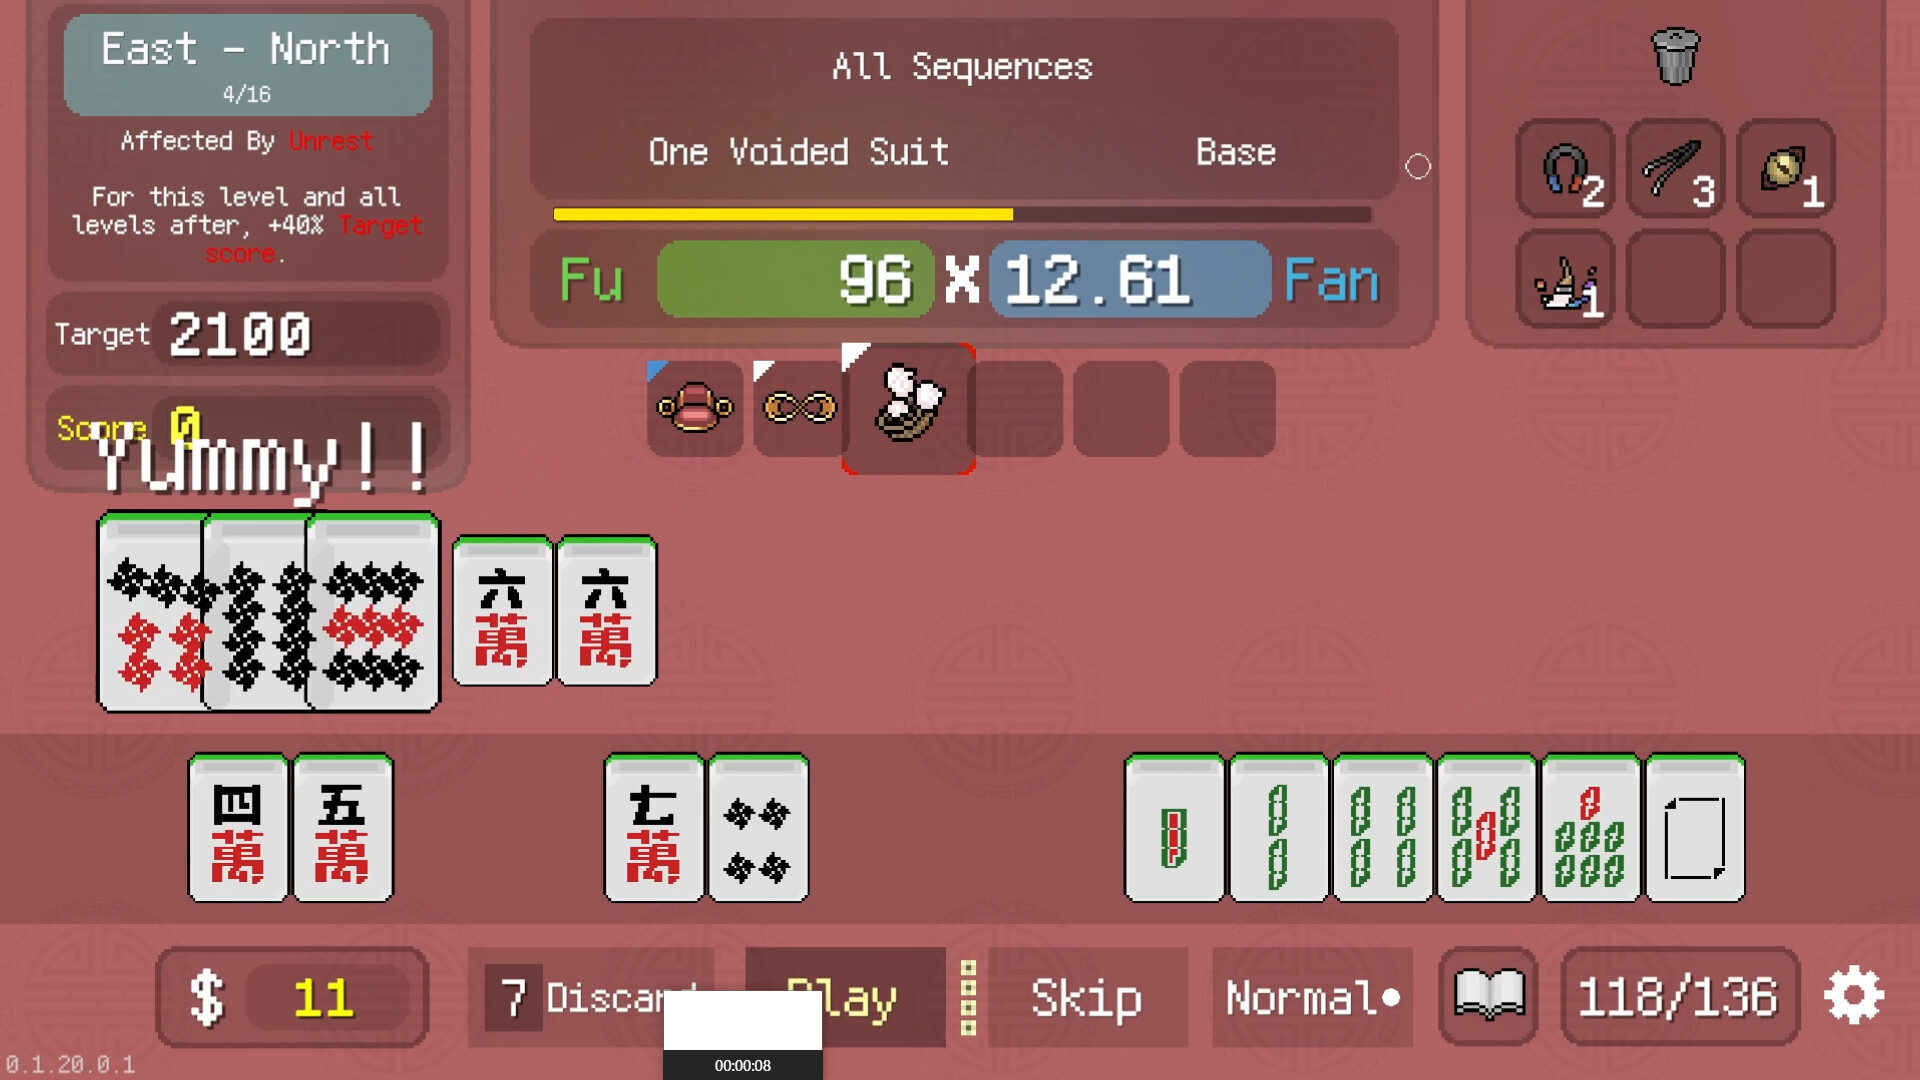 East - North
4/16
Affected By Unrest
For this level and all
levels after, +40% Target
score.
Target 2100
Score 0
Yummy!!
All Sequences
One Voided Suit Base
Fu 96 X 12.61 Fan
2 3 1
1
六萬 六萬
四萬 五萬 七萬
$ 11
7 Discard
Play
Skip
Normal
118/136
00:00:08
0.1.20.0.1